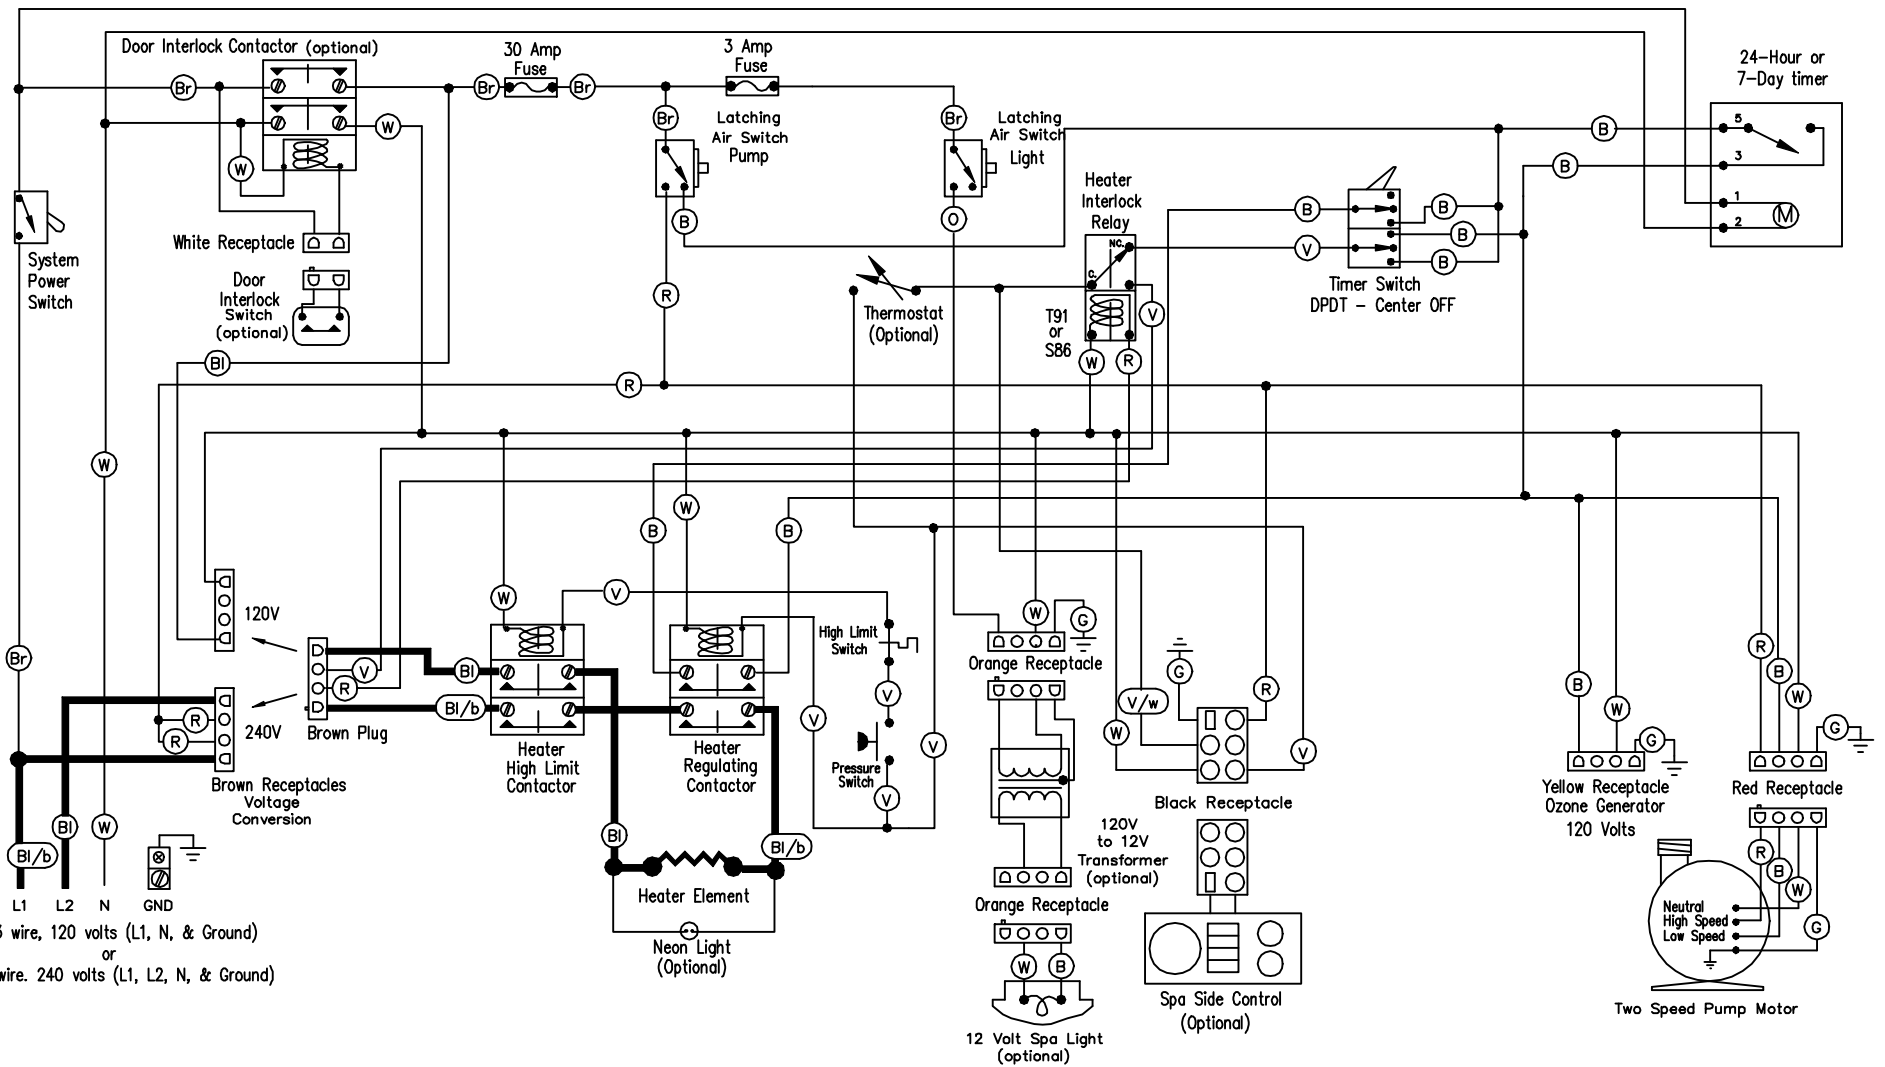 Door Interlock Contactor (optional)
30 Amp
Fuse
3 Amp
Fuse
24-Hour or
7-Day timer
Br
Br
Br
Br
Br
W
W
Latching
Air Switch
Pump
Latching
Air Switch
Light
B
5
3
1
2
M
B
Heater
Interlock
Relay
NC.
C.
B
B
B
B
V
O
B
R
White Receptacle
Door
Interlock
Switch
(optional)
System
Power
Switch
Thermostat
(Optional)
T91
or
S86
V
W
R
Timer Switch
DPDT - Center OFF
Bl
R
W
W
B
B
W
V
120V
240V
Br
V
R
R
R
Brown Plug
Bl
Bl/b
Brown Receptacles
Voltage
Conversion
Heater
High Limit
Contactor
Heater
Regulating
Contactor
High Limit
Switch
V
Pressure
Switch
V
V
V
W
G
Orange Receptacle
V/w
G
R
W
V
Black Receptacle
B
W
G
Yellow Receptacle
Ozone Generator
120 Volts
R
B
W
G
Red Receptacle
Bl
W
Bl/b
L1
L2
N
GND
wire, 120 volts (L1, N, & Ground)
or
wire. 240 volts (L1, L2, N, & Ground)
Bl
Bl/b
Heater Element
Neon Light
(Optional)
120V
to 12V
Transformer
(optional)
Orange Receptacle
W
B
12 Volt Spa Light
(optional)
Spa Side Control
(Optional)
R
B
W
G
Neutral
High Speed
Low Speed
Two Speed Pump Motor